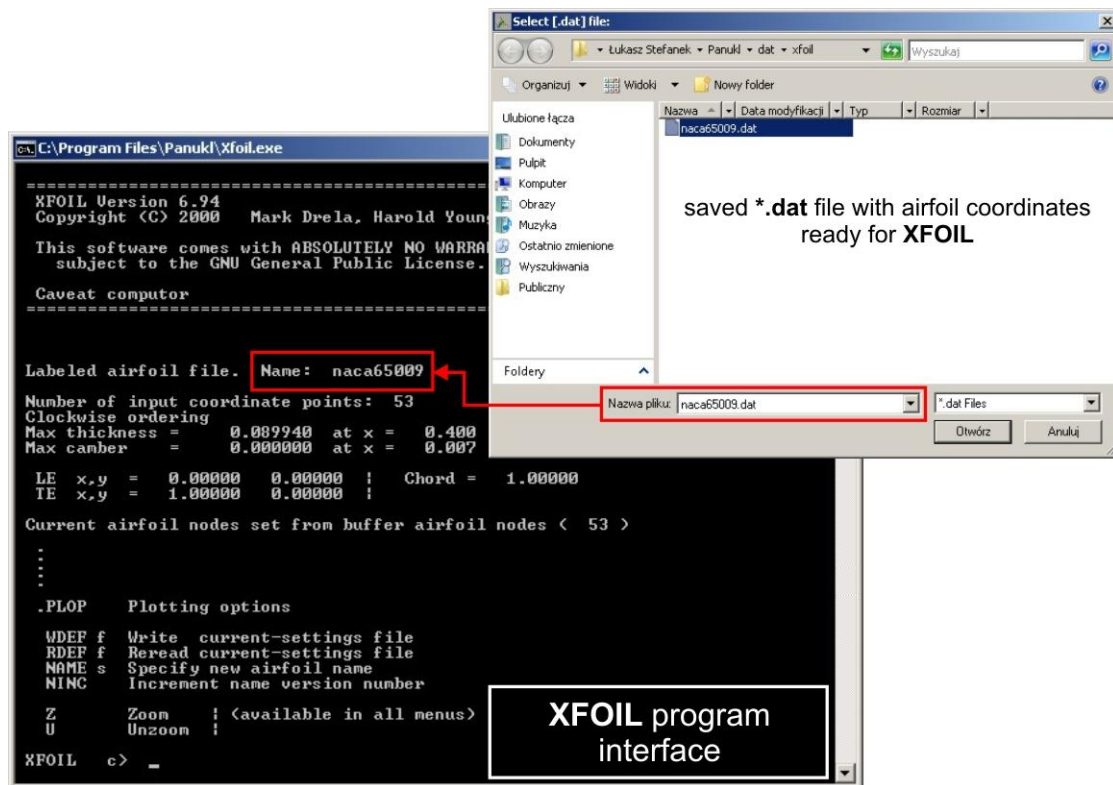 Select [.dat] file:
Łukasz Stefanek Panukl dat xfoil
Wyszukaj
Organizuj Widoki Nowy folder
Nazwa Data modyfikacji Typ Rozmiar
naca65009.dat
Ulubione łącza
Dokumenty
Pulpit
Komputer
Obrazy
Muzyka
Ostatnio zmienione
Wyszukiwania
Publiczny
Foldery
saved *.dat file with airfoil coordinates
ready for XFOIL
Nazwa pliku: naca65009.dat *.dat Files
Otwórz Anuluj
C:\Program Files\Panukl\Xfoil.exe
===================================================
XFOIL Version 6.94
Copyright (C) 2000 Mark Drela, Harold Young
This software comes with ABSOLUTELY NO WARRA
subject to the GNU General Public License.
Caveat computor
===================================================
Labeled airfoil file. Name: naca65009
Number of input coordinate points: 53
Clockwise ordering
Max thickness = 0.089940 at x = 0.400
Max camber = 0.000000 at x = 0.007
LE x,y = 0.00000 0.00000 | Chord = 1.00000
TE x,y = 1.00000 0.00000 |
Current airfoil nodes set from buffer airfoil nodes ( 53 )
.PLOP Plotting options
WDEF f Write current-settings file
RDEF f Reread current-settings file
NAME s Specify new airfoil name
NINC Increment name version number
Z Zoom | (available in all menus)
U Unzoom |
XFOIL c> _
XFOIL program
interface